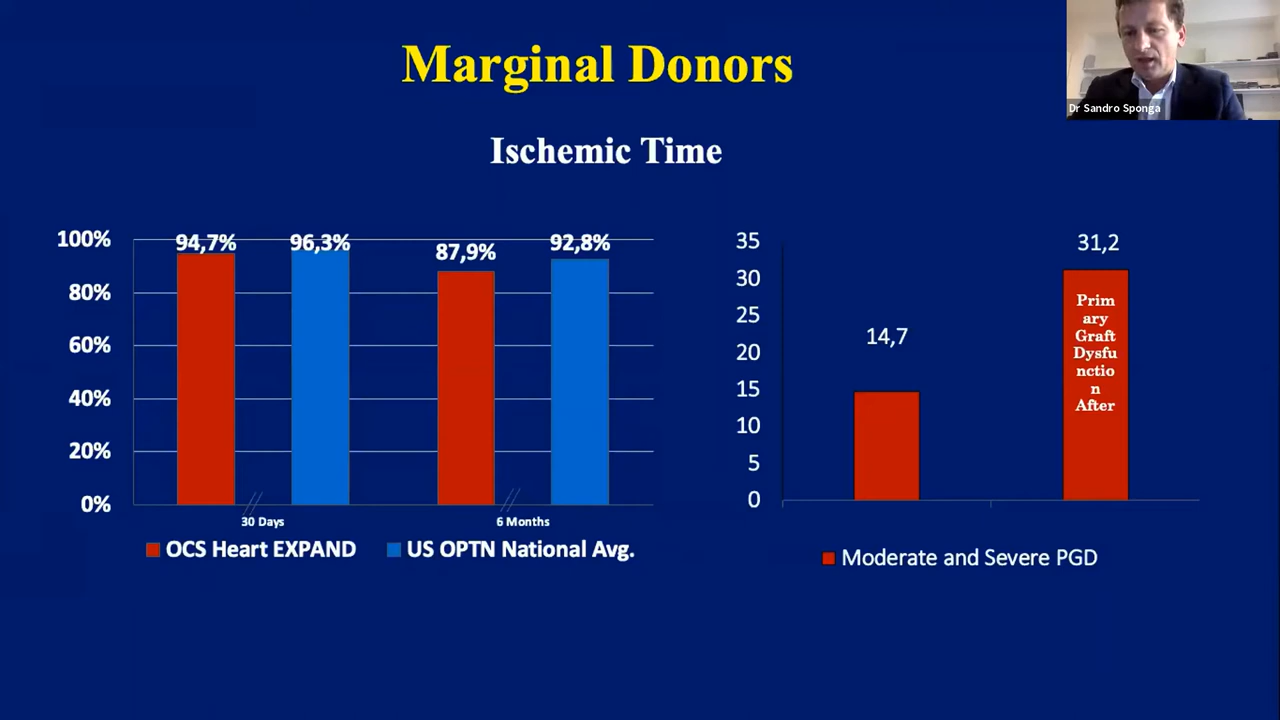 Marginal Donors
Dr Sandro Sponga
Ischemic Time
100%
80%
60%
40%
20%
0%
94,7%
96,3%
87,9%
92,8%
30 Days
6 Months
OCS Heart EXPAND
US OPTN National Avg.
35
30
25
20
15
10
5
0
14,7
31,2
Prim
ary
Graft
Dysfu
nctio
n
After
Moderate and Severe PGD